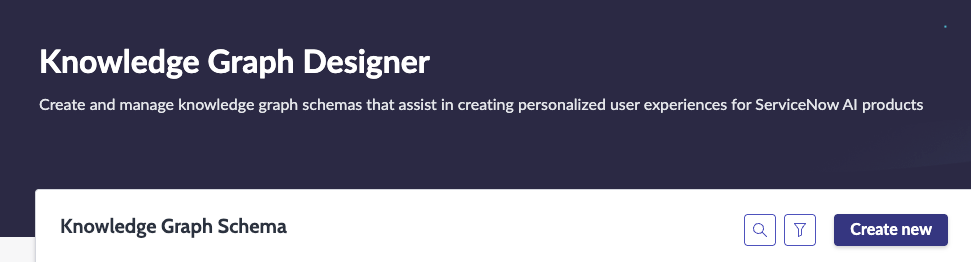 Knowledge Graph Designer
Create and manage knowledge graph schemas that assist in creating personalized user experiences for ServiceNow AI products
Knowledge Graph Schema
Create new